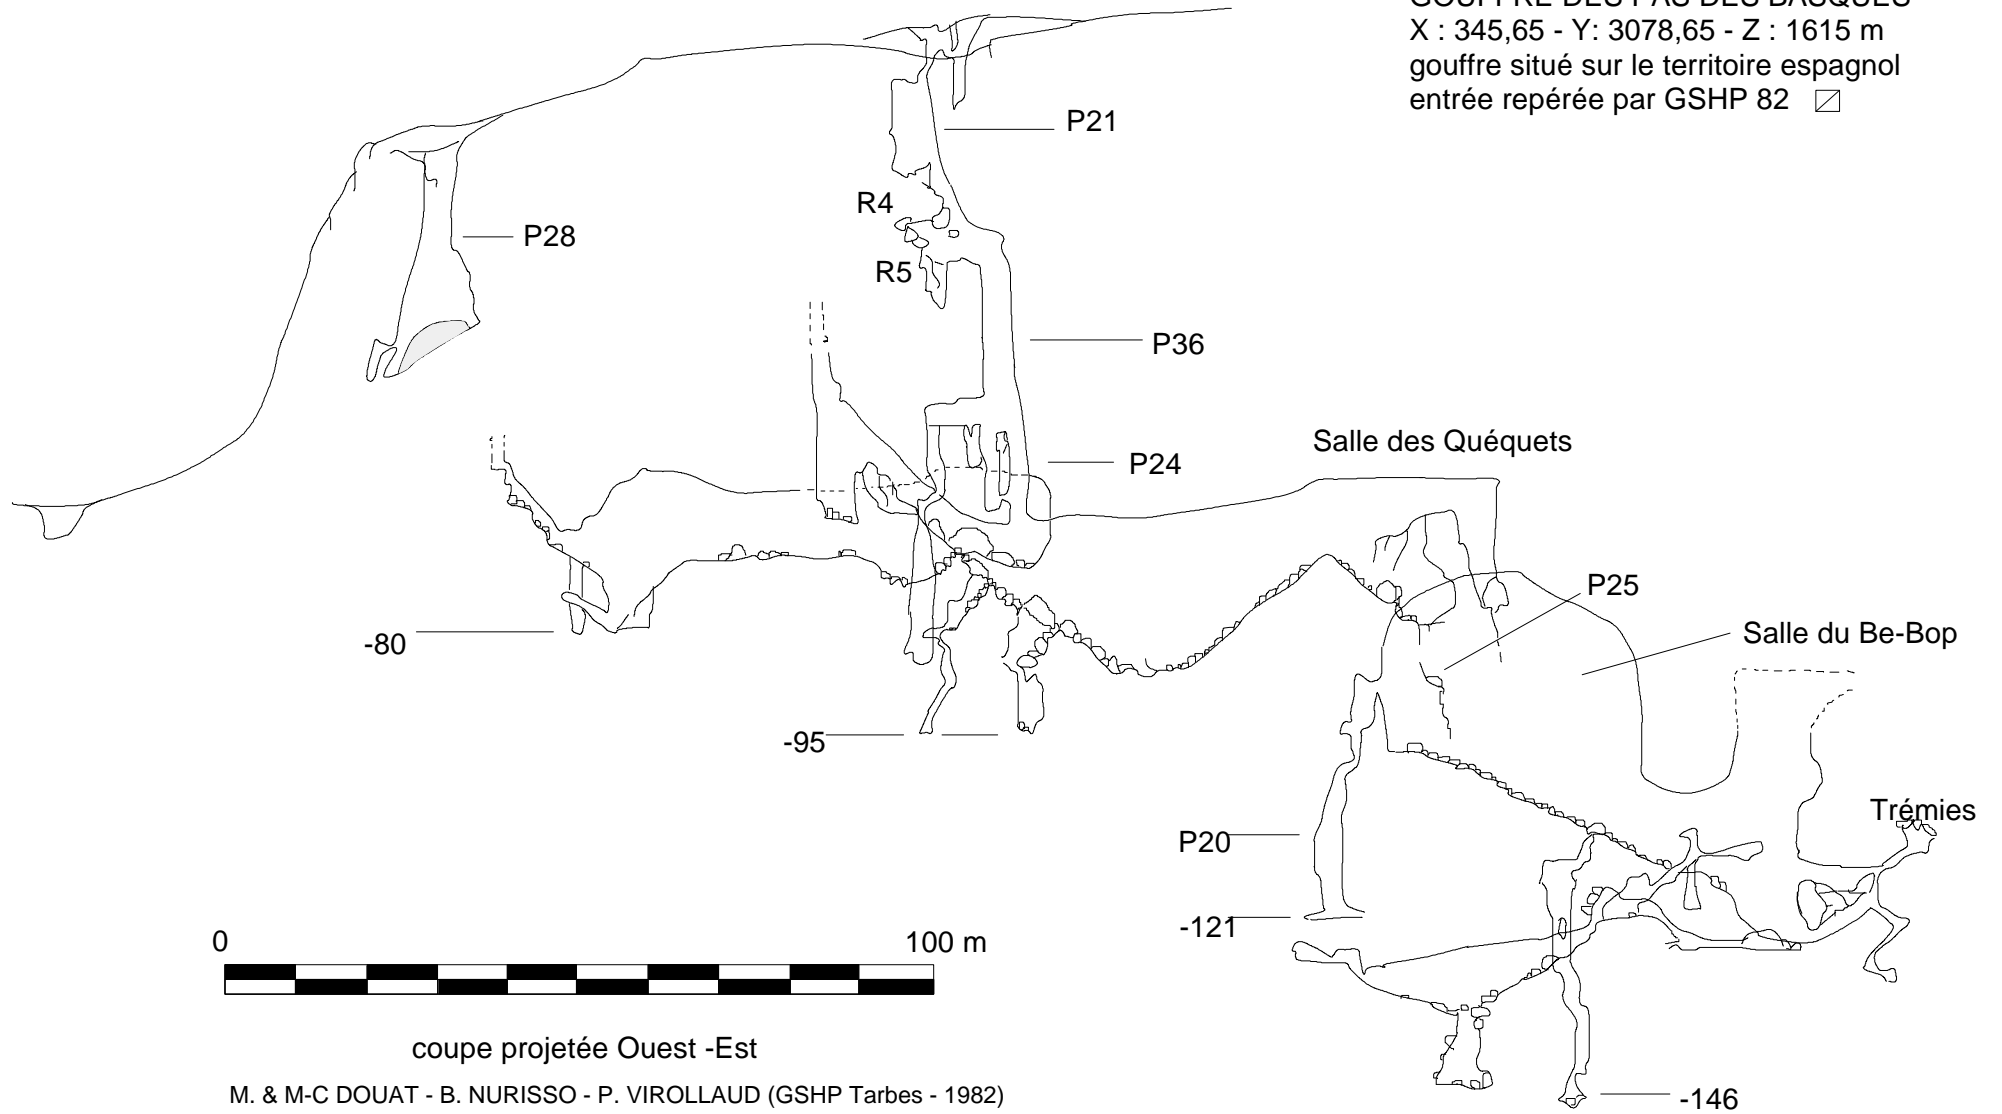 GOUFFRE DES PAS DES BASQUES
X : 345,65 - Y: 3078,65 - Z : 1615 m
gouffre situé sur le territoire espagnol
entrée repérée par GSHP 82
P21
R4
P28
R5
P36
Salle des Quéquets
P24
P25
Salle du Be-Bop
-80
-95
Trémies
P20
-121
0
100 m
coupe projetée Ouest -Est
M. & M-C DOUAT - B. NURISSO - P. VIROLLAUD (GSHP Tarbes - 1982)
-146